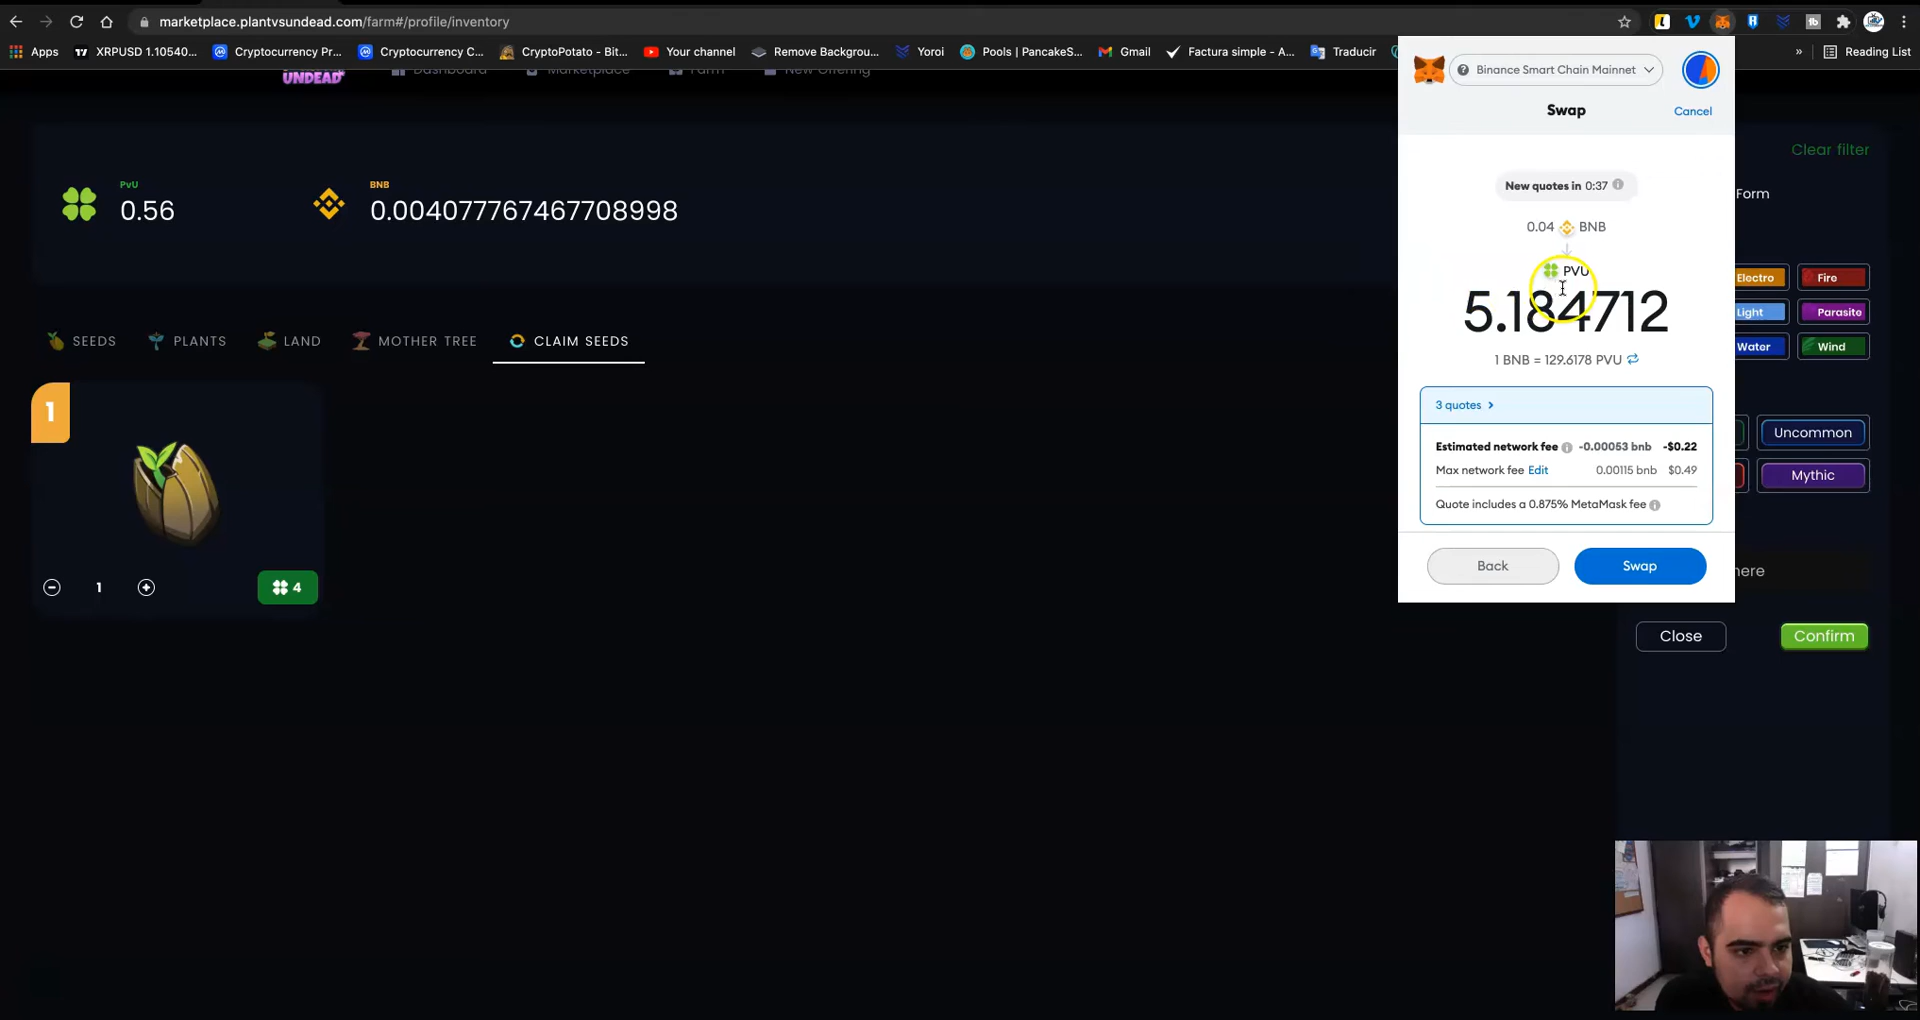 marketplace.plantvsundead.com/farm#/profile/inventory
Apps XRPUSD 1.10540... Cryptocurrency Pr... Cryptocurrency C... CryptoPotato - Bit... Your channel Remove Backgrou... Yoroi Pools | PancakeS... Gmail Factura simple - A... Traducir » Reading List
UNDEAD Dashboard Marketplace Farm New Offering
Binance Smart Chain Mainnet
Swap Cancel
Clear filter
PvU
0.56
BNB
0.004077767467708998
New quotes in 0:37
Form
0.04 BNB
PVU
5.184712
1 BNB = 129.6178 PVU
Electro Fire
Light Parasite
Water Wind
SEEDS PLANTS LAND MOTHER TREE CLAIM SEEDS
3 quotes >
Estimated network fee -0.00053 bnb -$0.22
Max network fee Edit 0.00115 bnb $0.49
Quote includes a 0.875% MetaMask fee
Uncommon
Mythic
1
1
4
Back Swap
here
Close Confirm